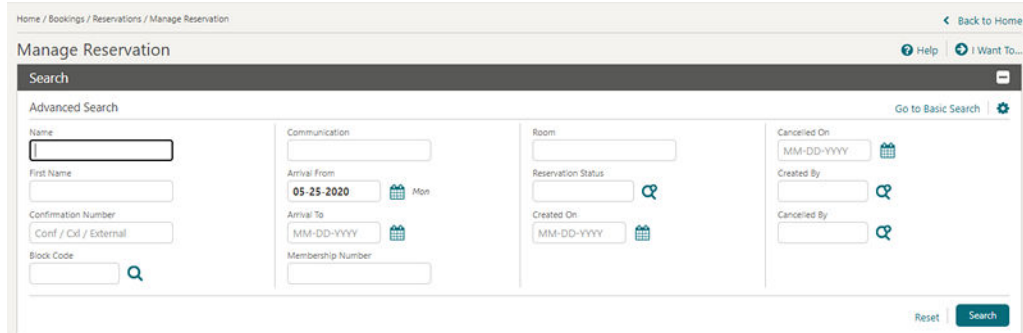 Home / Bookings / Reservations / Manage Reservation
Back to Home
Manage Reservation
Help
I Want To...
Search
Advanced Search
Go to Basic Search
Name
Communication
Room
Cancelled On
MM-DD-YYYY
First Name
Arrival From
Reservation Status
Created By
05-25-2020 Mon
Confirmation Number
Arrival To
Created On
Cancelled By
Conf / Cxl / External
MM-DD-YYYY
MM-DD-YYYY
Block Code
Membership Number
Reset
Search